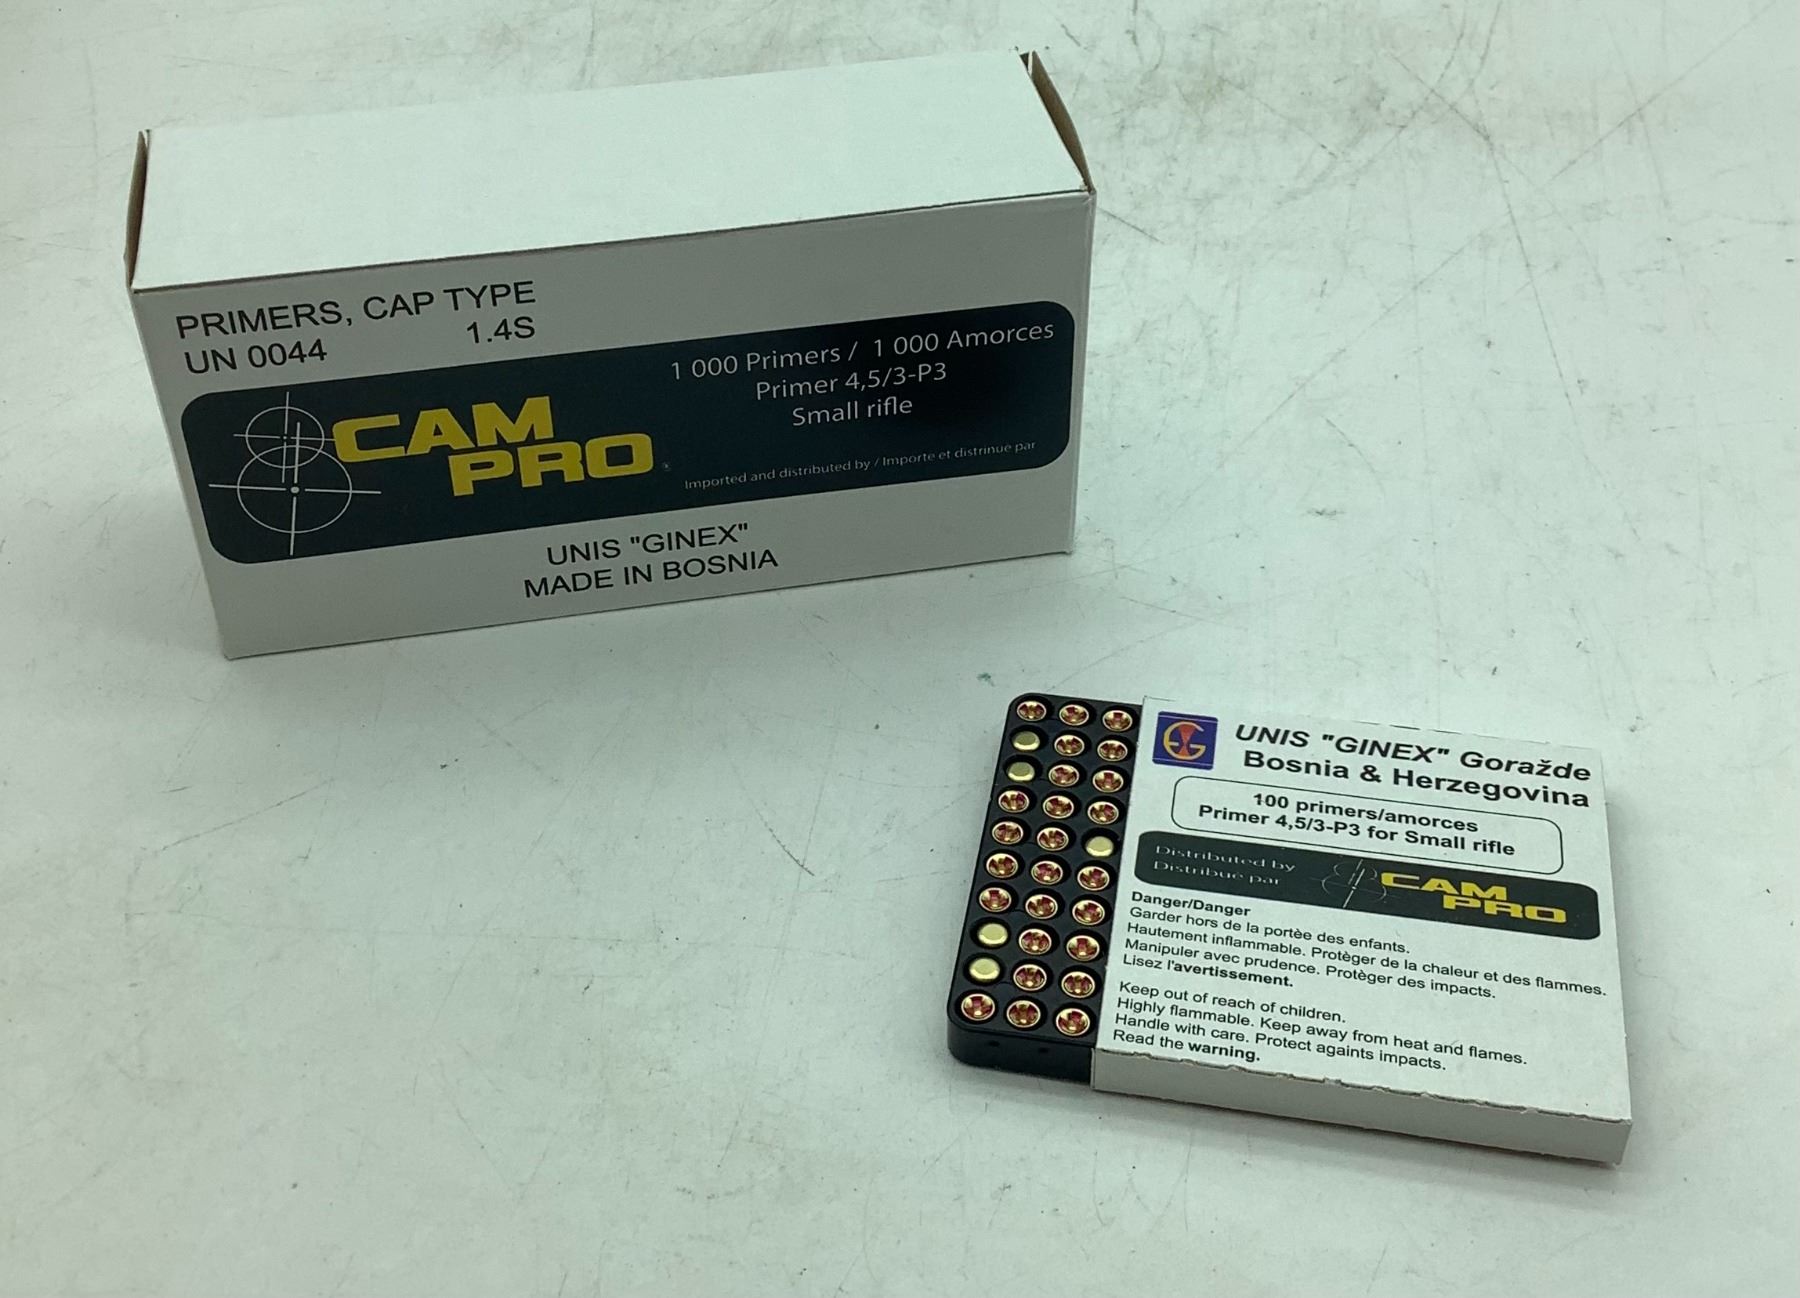 PRIMERS, CAP TYPE
UN 0044 1.4S
CAM
PRO
1 000 Primers / 1 000 Amorces
Primer 4,5/3-P3
Small rifle
Imported and distributed by / Importe et distrinue par
UNIS "GINEX"
MADE IN BOSNIA
UNIS "GINEX" Goražde
Bosnia & Herzegovina
100 primers/amorces
Primer 4,5/3-P3 for Small rifle
Distributed by
Distribué par
CAM
PRO
Danger/Danger
Garder hors de la portèe des enfants.
Hautement inflammable. Protèger de la chaleur et des flammes.
Manipuler avec prudence. Protèger des impacts.
Lisez l'avertissement.
Keep out of reach of children.
Highly flammable. Keep away from heat and flames.
Handle with care. Protect againts impacts.
Read the warning.